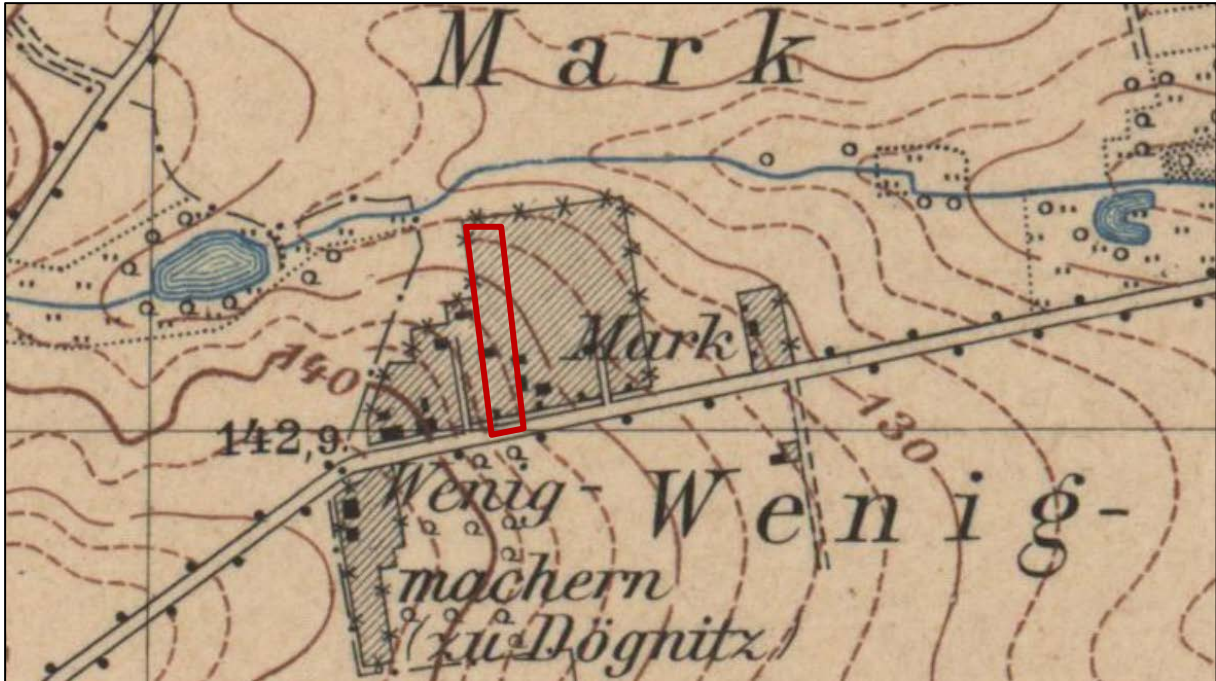 Mark
140
Mark
142,9.
130
Wenig-
Wenig-
machern
(zu Dögnitz)